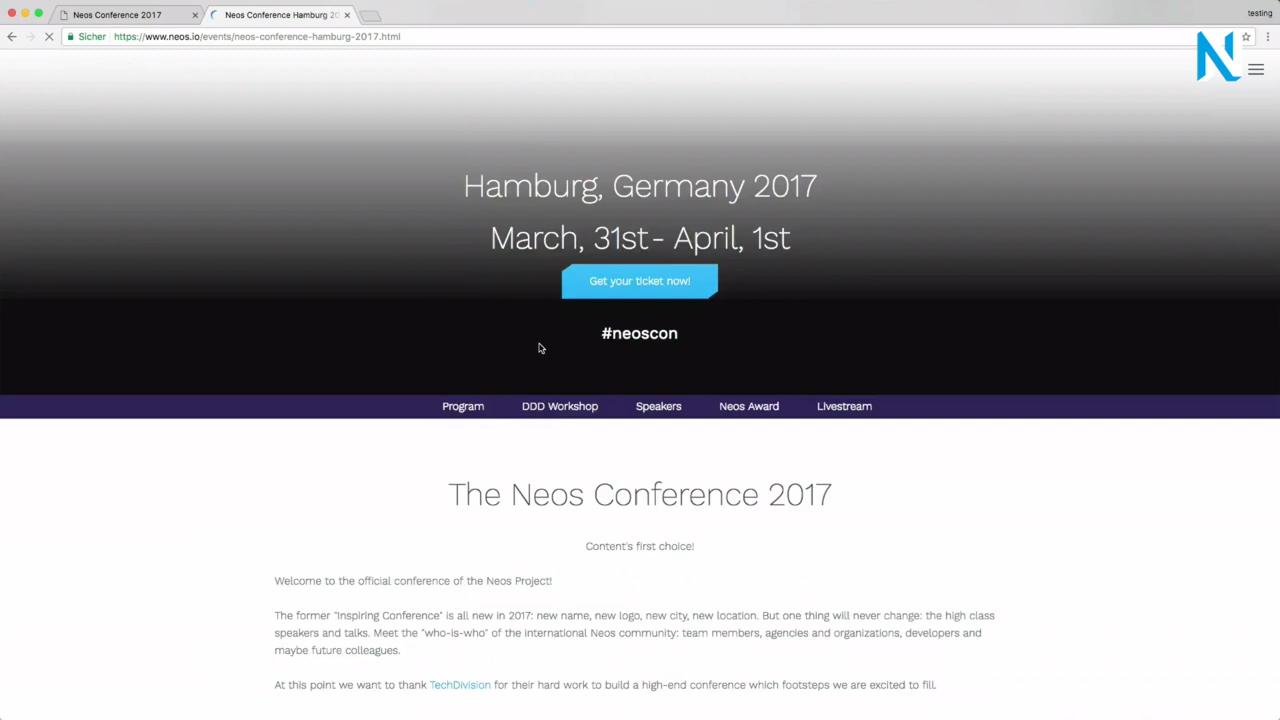 Neos Conference 2017
Neos Conference Hamburg 20
testing
Sicher https://www.neos.io/events/neos-conference-hamburg-2017.html
Hamburg, Germany 2017
March, 31st - April, 1st
Get your ticket now!
#neoscon
Program DDD Workshop Speakers Neos Award Livestream
The Neos Conference 2017
Content's first choice!
Welcome to the official conference of the Neos Project!
The former "Inspiring Conference" is all new in 2017: new name, new logo, new city, new location. But one thing will never change: the high class
speakers and talks. Meet the "who-is-who" of the international Neos community: team members, agencies and organizations, developers and
maybe future colleagues.
At this point we want to thank TechDivision for their hard work to build a high-end conference which footsteps we are excited to fill.